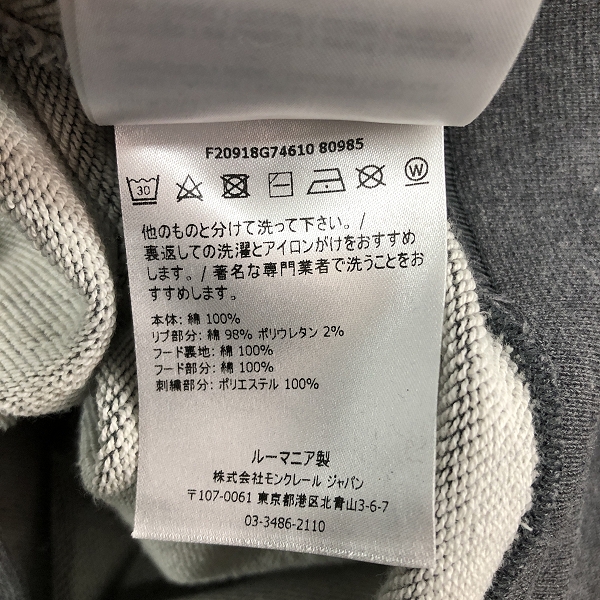 F20918G74610 80985
30
W
他のものと分けて洗って下さい。/
裏返しての洗濯とアイロンがけをおすすめ
します。/ 著名な専門業者で洗うことをお
すすめします。
本体: 綿 100%
リブ部分: 綿 98% ポリウレタン 2%
フード裏地: 綿 100%
フード部分: 綿 100%
刺繍部分: ポリエステル 100%
ルーマニア製
株式会社モンクレール ジャパン
〒107-0061 東京都港区北青山3-6-7
03-3486-2110